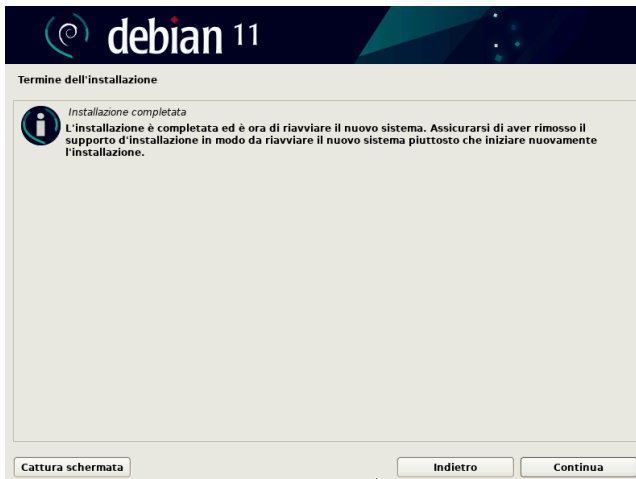 debian 11
Termine dell'installazione
Installazione completata
L'installazione è completata ed è ora di riavviare il nuovo sistema. Assicurarsi di aver rimosso il
supporto d'installazione in modo da riavviare il nuovo sistema piuttosto che iniziare nuovamente
l'installazione.
Cattura schermata
Indietro
Continua